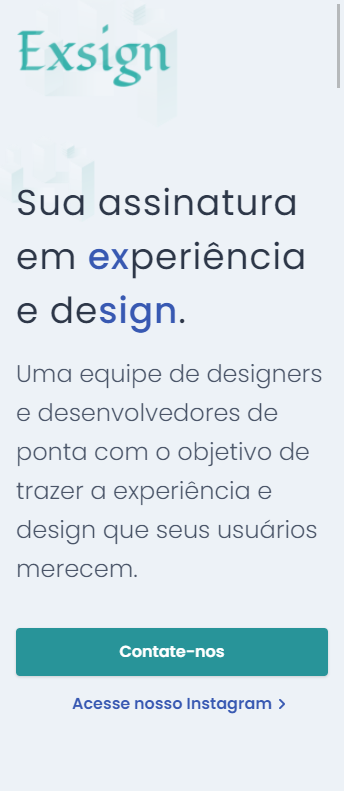 Exsign
Sua assinatura
em experiência
e design.
Uma equipe de designers
e desenvolvedores de
ponta com o objetivo de
trazer a experiência e
design que seus usuários
merecem.
Contate-nos
Acesse nosso Instagram >